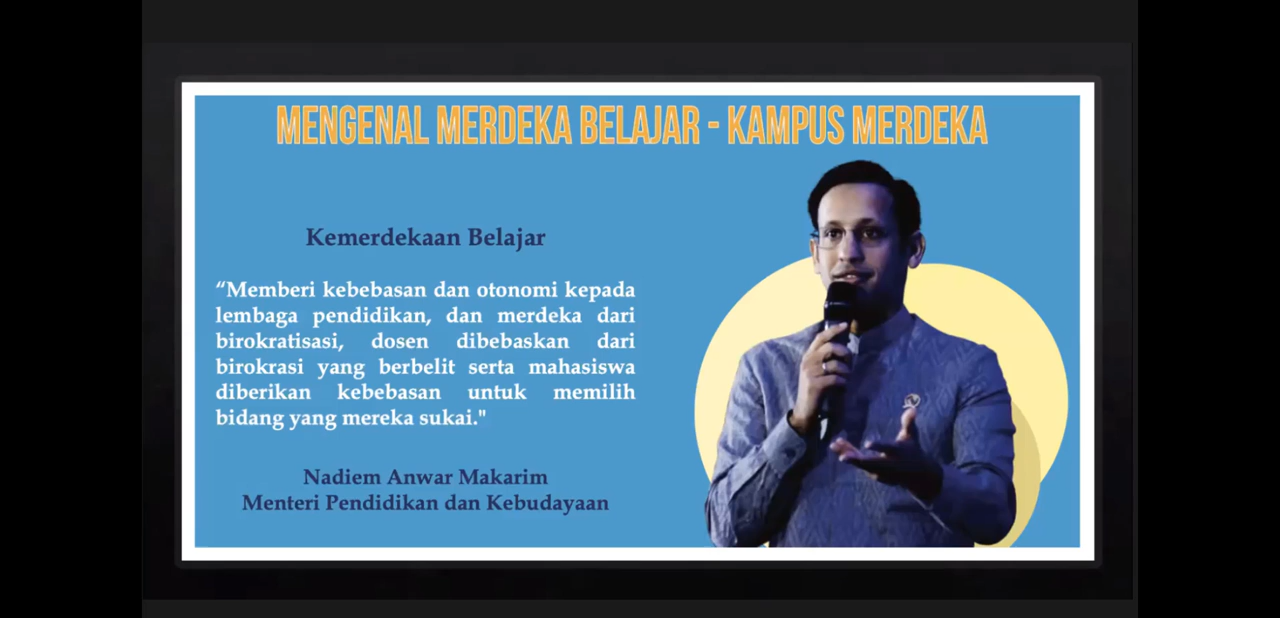 MENGENAL MERDEKA BELAJAR - KAMPUS MERDEKA
Kemerdekaan Belajar
“Memberi kebebasan dan otonomi kepada
lembaga pendidikan, dan merdeka dari
birokratisasi, dosen dibebaskan dari
birokrasi yang berbelit serta mahasiswa
diberikan kebebasan untuk memilih
bidang yang mereka sukai."
Nadiem Anwar Makarim
Menteri Pendidikan dan Kebudayaan